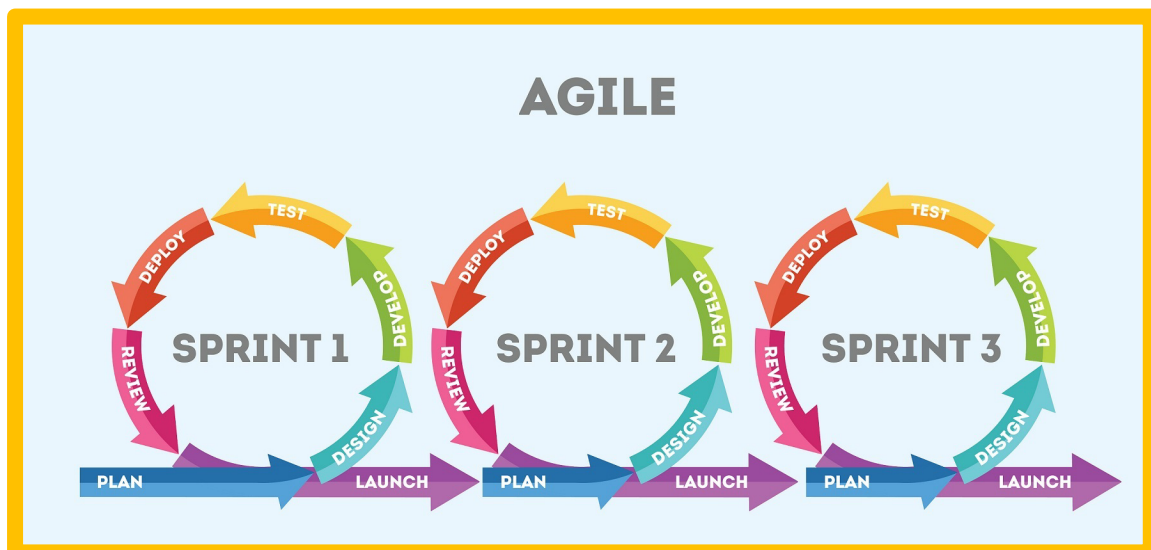 AGILE
TEST
DEPLOY
DEVELOP
REVIEW
SPRINT 1
DESIGN
PLAN
LAUNCH
TEST
DEPLOY
DEVELOP
REVIEW
SPRINT 2
DESIGN
PLAN
LAUNCH
TEST
DEPLOY
DEVELOP
REVIEW
SPRINT 3
DESIGN
PLAN
LAUNCH